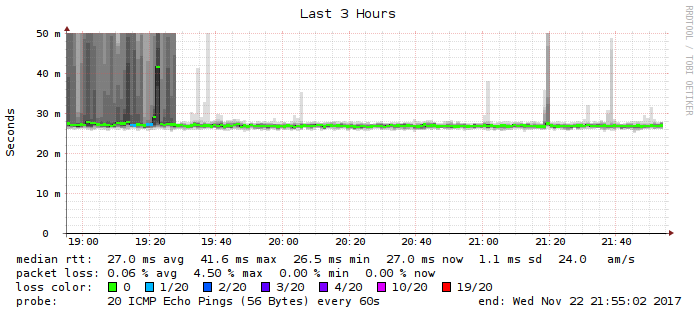 Last 3 Hours
RRDTOOL / TOBI OETIKER
Seconds
50 m
40 m
30 m
20 m
10 m
0
19:00 19:20 19:40 20:00 20:20 20:40 21:00 21:20 21:40
median rtt: 27.0 ms avg 41.6 ms max 26.5 ms min 27.0 ms now 1.1 ms sd 24.0 am/s
packet loss: 0.06 % avg 4.50 % max 0.00 % min 0.00 % now
loss color: 0 1/20 2/20 3/20 4/20 10/20 19/20
probe: 20 ICMP Echo Pings (56 Bytes) every 60s end: Wed Nov 22 21:55:02 2017